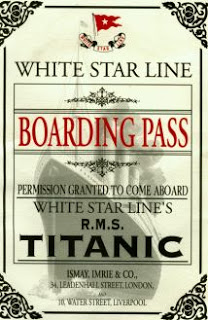 STAR
WHITE STAR LINE
BOARDING PASS
PERMISSION GRANTED TO COME ABOARD
WHITE STAR LINE'S
R.M.S.
TITANIC
ISMAY, IMRIE & CO.,
34, LEADENHALL STREET, LONDON,
AND
10, WATER STREET, LIVERPOOL